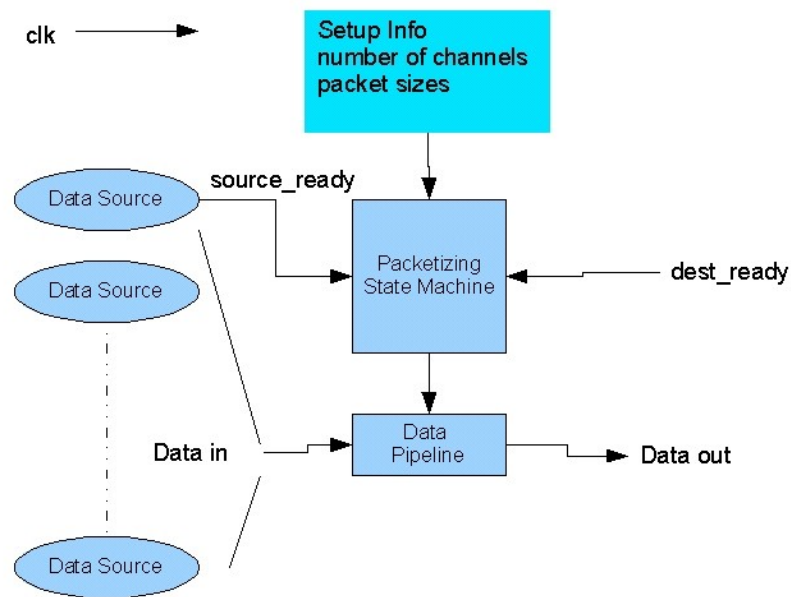 clk
Setup Info
number of channels
packet sizes
source_ready
Data Source
Packetizing
State Machine
dest_ready
Data Source
Data in
Data
Pipeline
Data out
Data Source